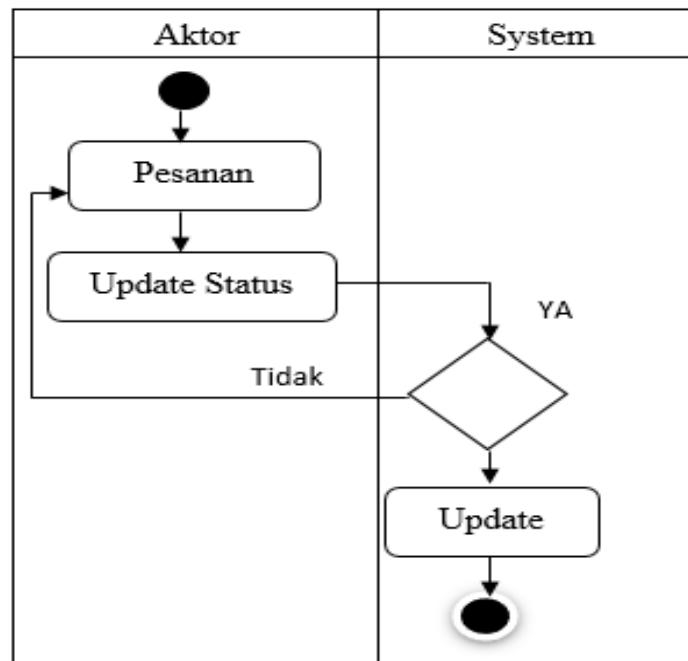 Aktor
System
Pesanan
Update Status
YA
Tidak
Update